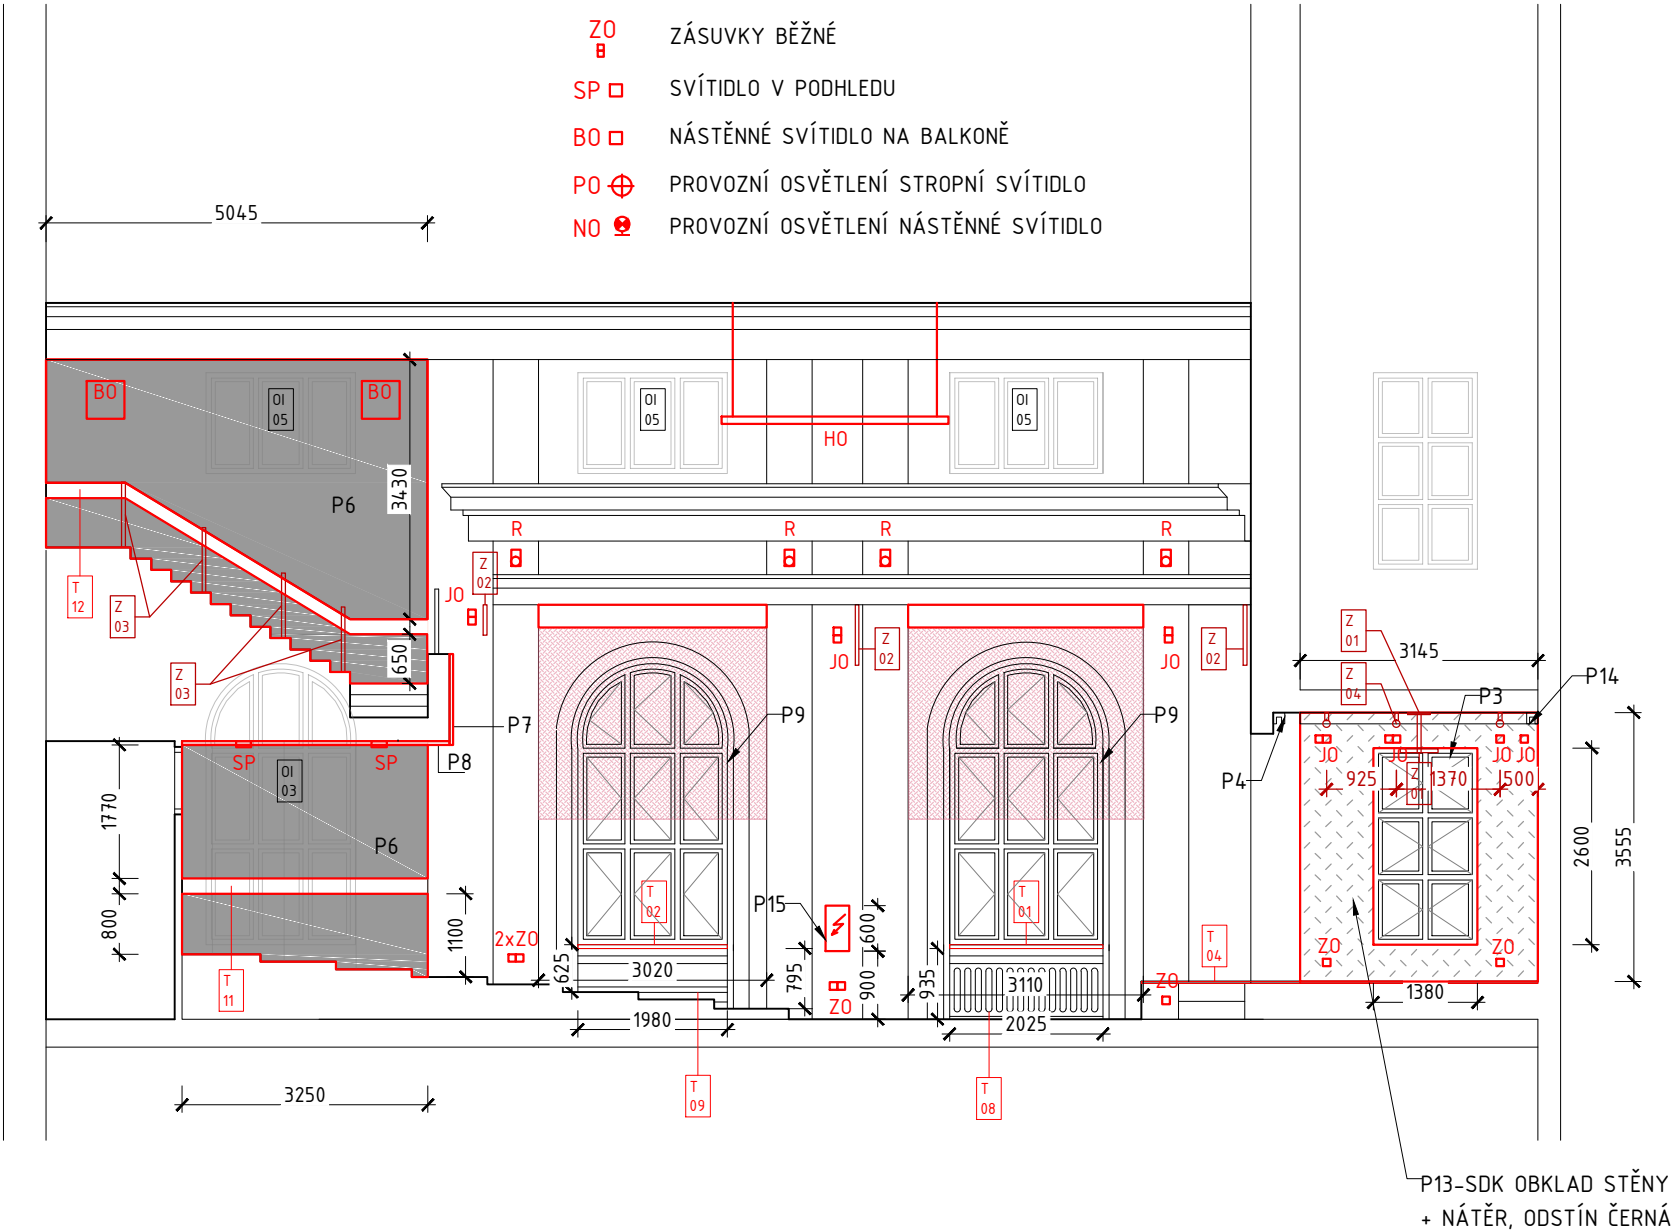 ZO ZÁSUVKY BĚŽNÉ
SP SVÍTIDLO V PODHLEDU
BO NÁSTĚNNÉ SVÍTIDLO NA BALKONĚ
PO PROVOZNÍ OSVĚTLENÍ STROPNÍ SVÍTIDLO
NO PROVOZNÍ OSVĚTLENÍ NÁSTĚNNÉ SVÍTIDLO
5045
BO
OI
05
BO
OI
05
OI
05
HO
3430
P6
R
R
R
R
T
12
Z
03
Z
02
JO
JO
Z
02
JO
Z
02
Z
01
3145
650
Z
03
Z
04
P3
P14
P7
P9
P9
P8
SP
SP
OI
03
P4
JO
JO
JO
JO
925
Z
01
1370
500
1770
P6
2600
3555
800
1100
T
11
2xZO
625
3020
T
02
P15
600
795
900
ZO
935
T
01
3110
T
04
ZO
ZO
ZO
1380
1980
2025
T
09
T
08
3250
P13-SDK OBKLAD STĚNY
+ NÁTĚR, ODSTÍN ČERNÁ